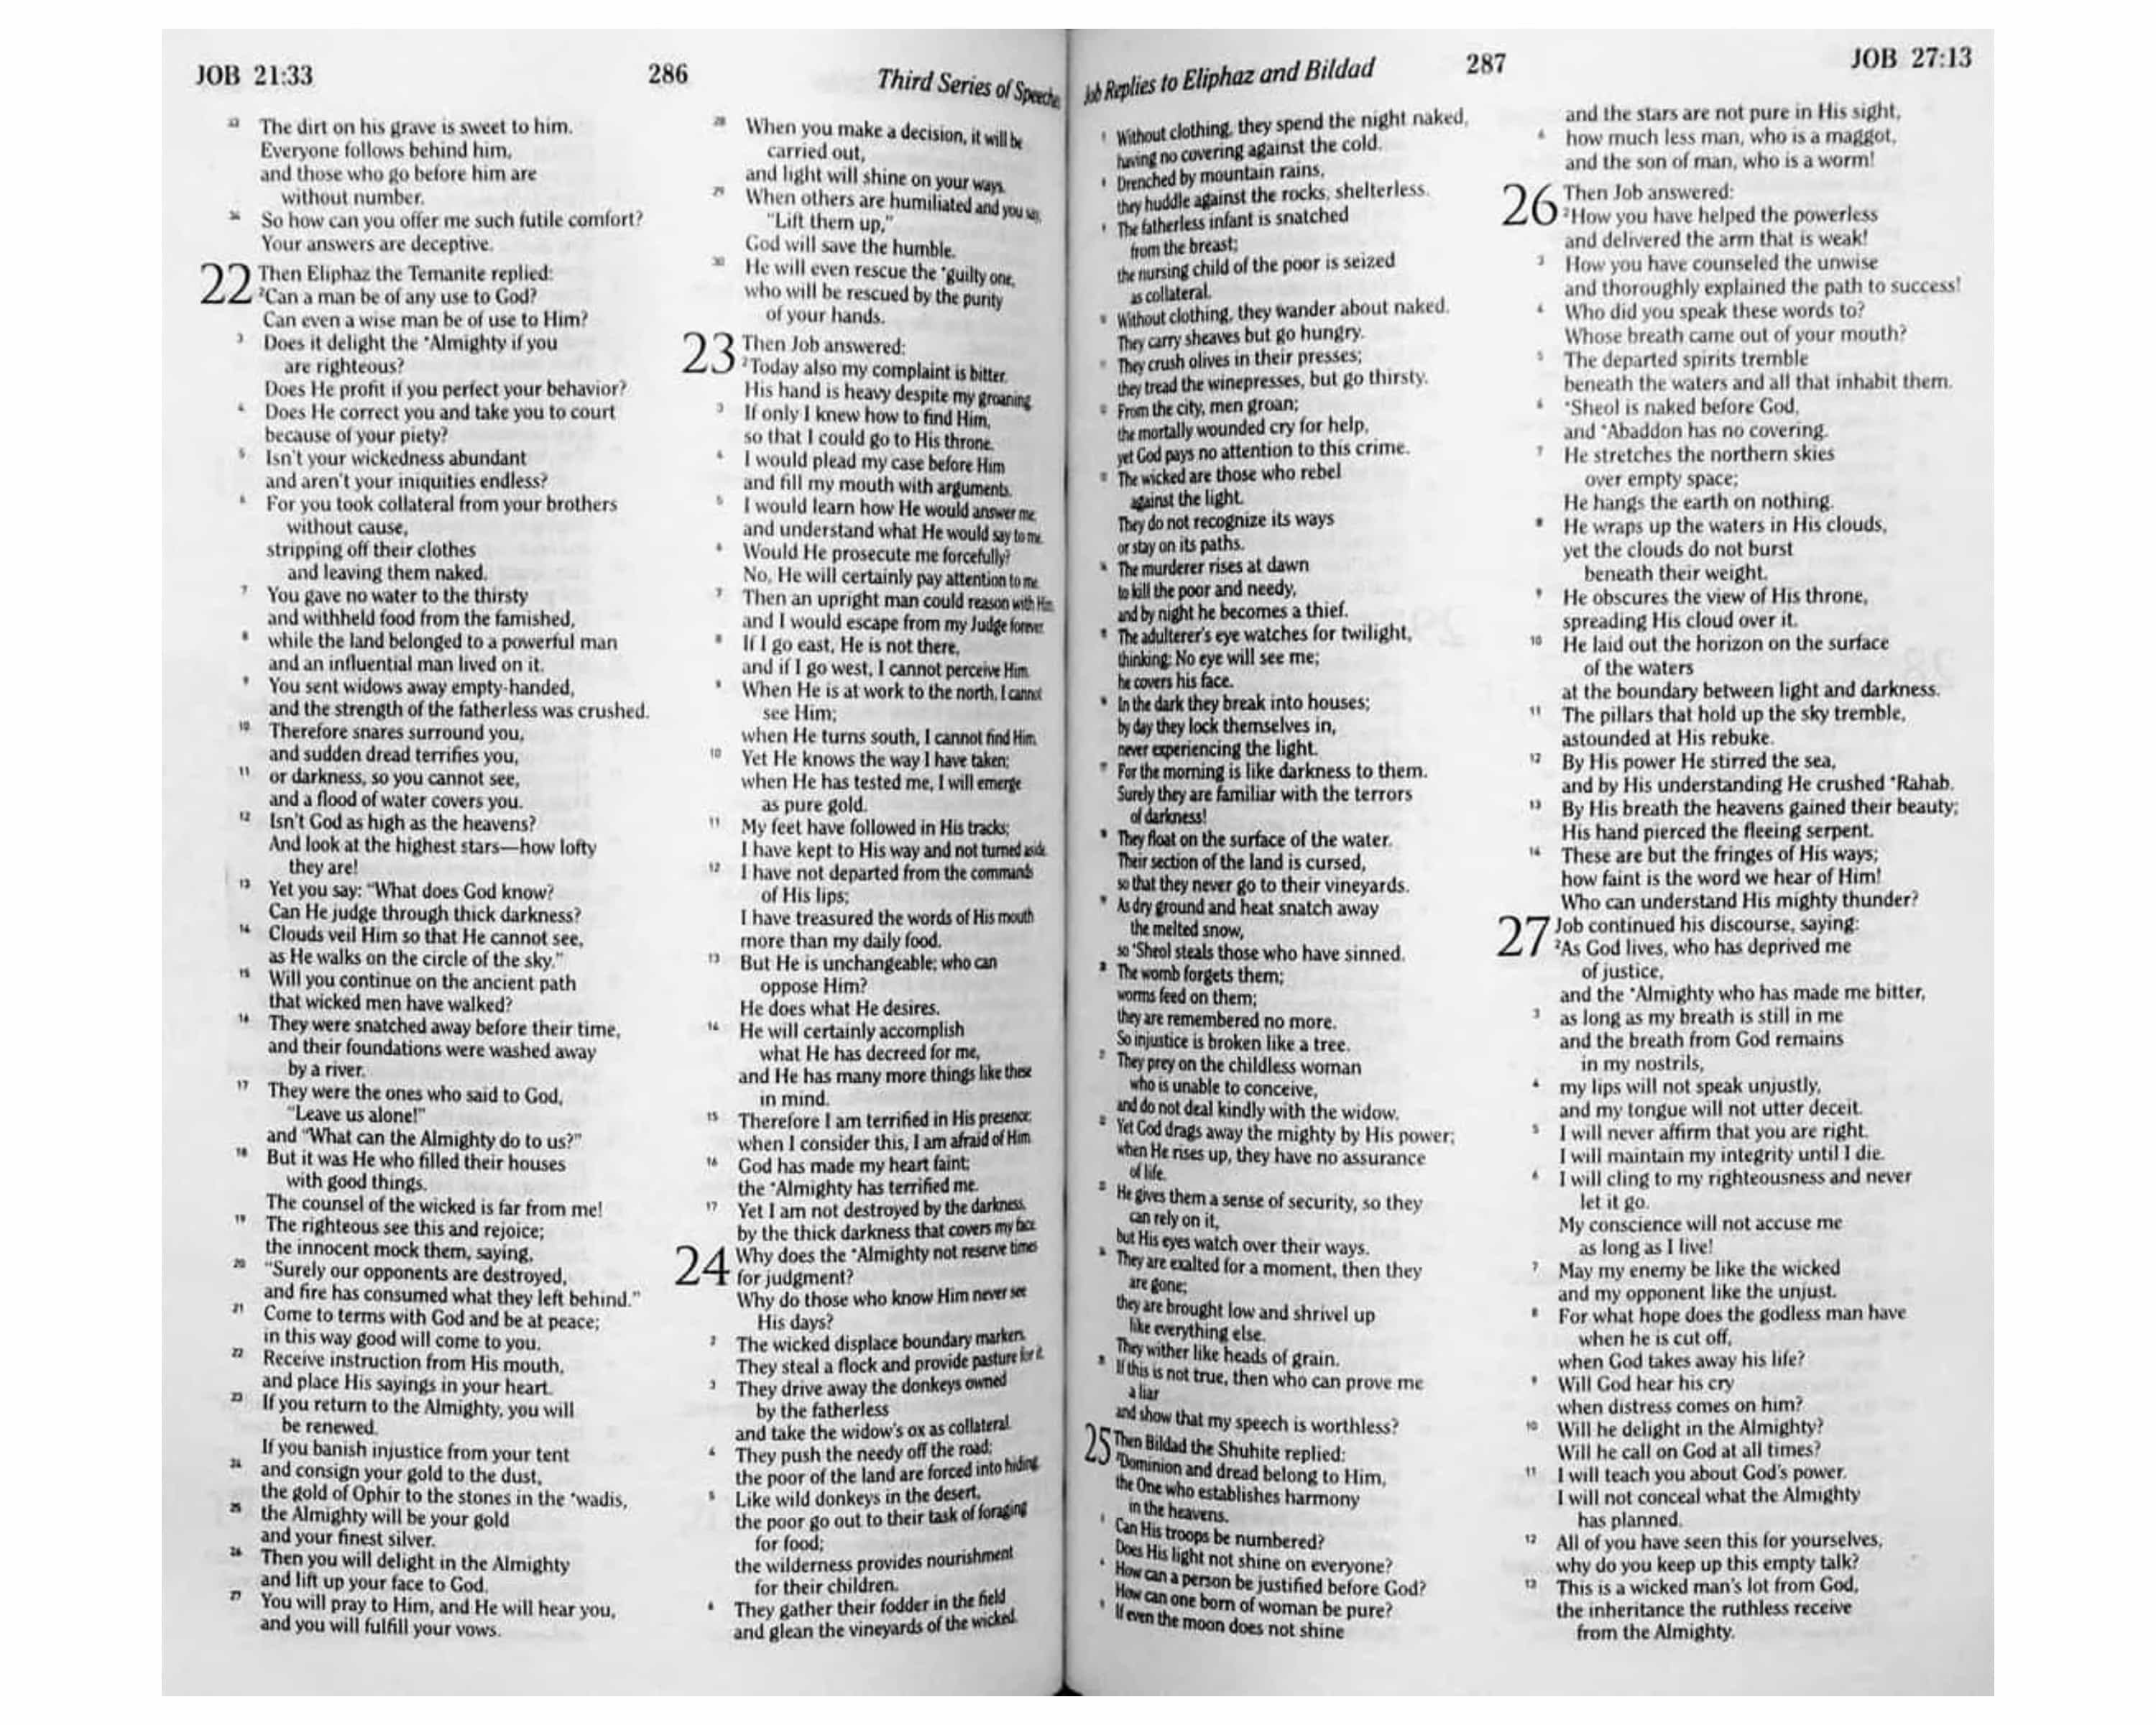 JOB 21:33
286
Third Series of Speeche
33 The dirt on his grave is sweet to him.
Everyone follows behind him,
and those who go before him are
without number.
34 So how can you offer me such futile comfort?
Your answers are deceptive.
22 Then Eliphaz the Temanite replied:
2 Can a man be of any use to God?
Can even a wise man be of use to Him?
3 Does it delight the *Almighty if you
are righteous?
Does He profit if you perfect your behavior?
4 Does He correct you and take you to court
because of your piety?
5 Isn't your wickedness abundant
and aren't your iniquities endless?
6 For you took collateral from your brothers
without cause,
stripping off their clothes
and leaving them naked.
7 You gave no water to the thirsty
and withheld food from the famished,
8 while the land belonged to a powerful man
and an influential man lived on it.
9 You sent widows away empty-handed,
and the strength of the fatherless was crushed.
10 Therefore snares surround you,
and sudden dread terrifies you,
11 or darkness, so you cannot see,
and a flood of water covers you.
12 Isn't God as high as the heavens?
And look at the highest stars—how lofty
they are!
13 Yet you say: "What does God know?
Can He judge through thick darkness?
14 Clouds veil Him so that He cannot see,
as He walks on the circle of the sky."
15 Will you continue on the ancient path
that wicked men have walked?
16 They were snatched away before their time,
and their foundations were washed away
by a river.
17 They were the ones who said to God,
"Leave us alone!"
and "What can the Almighty do to us?"
18 But it was He who filled their houses
with good things.
The counsel of the wicked is far from me!
19 The righteous see this and rejoice;
the innocent mock them, saying,
20 "Surely our opponents are destroyed,
and fire has consumed what they left behind."
21 Come to terms with God and be at peace;
in this way good will come to you.
22 Receive instruction from His mouth,
and place His sayings in your heart.
23 If you return to the Almighty, you will
be renewed.
If you banish injustice from your tent
24 and consign your gold to the dust,
the gold of Ophir to the stones in the *wadis,
25 the Almighty will be your gold
and your finest silver.
26 Then you will delight in the Almighty
and lift up your face to God.
27 You will pray to Him, and He will hear you,
and you will fulfill your vows.
28 When you make a decision, it will be
carried out,
and light will shine on your ways.
29 When others are humiliated and you say,
"Lift them up,"
God will save the humble.
30 He will even rescue the *guilty one,
who will be rescued by the purity
of your hands.
23 Then Job answered:
2 Today also my complaint is bitter.
His hand is heavy despite my groaning.
3 If only I knew how to find Him,
so that I could go to His throne.
4 I would plead my case before Him
and fill my mouth with arguments.
5 I would learn how He would answer me
and understand what He would say to me.
6 Would He prosecute me forcefully?
No, He will certainly pay attention to me.
7 Then an upright man could reason with Him,
and I would escape from my Judge forever.
8 If I go east, He is not there,
and if I go west, I cannot perceive Him.
9 When He is at work to the north, I cannot
see Him;
when He turns south, I cannot find Him.
10 Yet He knows the way I have taken;
when He has tested me, I will emerge
as pure gold.
11 My feet have followed in His tracks;
I have kept to His way and not turned aside.
12 I have not departed from the commands
of His lips;
I have treasured the words of His mouth
more than my daily food.
13 But He is unchangeable; who can
oppose Him?
He does what He desires.
14 He will certainly accomplish
what He has decreed for me,
and He has many more things like these
in mind.
15 Therefore I am terrified in His presence;
when I consider this, I am afraid of Him.
16 God has made my heart faint;
the *Almighty has terrified me.
17 Yet I am not destroyed by the darkness,
by the thick darkness that covers my face.
24 Why does the *Almighty not reserve times
for judgment?
Why do those who know Him never see
His days?
2 The wicked displace boundary markers.
They steal a flock and provide pasture for it.
3 They drive away the donkeys owned
by the fatherless
and take the widow's ox as collateral.
4 They push the needy off the road;
the poor of the land are forced into hiding.
5 Like wild donkeys in the desert,
the poor go out to their task of foraging
for food;
the wilderness provides nourishment
for their children.
6 They gather their fodder in the field
and glean the vineyards of the wicked.
Job Replies to Eliphaz and Bildad
287
JOB 27:13
Without clothing, they spend the night naked,
having no covering against the cold.
Drenched by mountain rains,
they huddle against the rocks, shelterless.
The fatherless infant is snatched
from the breast;
the nursing child of the poor is seized
as collateral.
Without clothing, they wander about naked.
They carry sheaves but go hungry.
They crush olives in their presses;
they tread the winepresses, but go thirsty.
From the city, men groan;
the mortally wounded cry for help,
yet God pays no attention to this crime.
The wicked are those who rebel
against the light.
They do not recognize its ways
or stay on its paths.
The murderer rises at dawn
to kill the poor and needy,
and by night he becomes a thief.
The adulterer's eye watches for twilight,
thinking: No eye will see me;
he covers his face.
In the dark they break into houses;
by day they lock themselves in,
never experiencing the light.
For the morning is like darkness to them.
Surely they are familiar with the terrors
of darkness!
They float on the surface of the water.
Their section of the land is cursed,
so that they never go to their vineyards.
As dry ground and heat snatch away
the melted snow,
so *Sheol steals those who have sinned.
The womb forgets them;
worms feed on them;
they are remembered no more.
So injustice is broken like a tree.
They prey on the childless woman
who is unable to conceive,
and do not deal kindly with the widow.
Yet God drags away the mighty by His power;
when He rises up, they have no assurance
of life.
He gives them a sense of security, so they
can rely on it,
but His eyes watch over their ways.
They are exalted for a moment, then they
are gone;
they are brought low and shrivel up
like everything else.
They wither like heads of grain.
If this is not true, then who can prove me
a liar
and show that my speech is worthless?
25 Then Bildad the Shuhite replied:
2 Dominion and dread belong to Him,
the One who establishes harmony
in the heavens.
Can His troops be numbered?
Does His light not shine on everyone?
How can a person be justified before God?
How can one born of woman be pure?
If even the moon does not shine
and the stars are not pure in His sight,
6 how much less man, who is a maggot,
and the son of man, who is a worm!
26 Then Job answered:
2 How you have helped the powerless
and delivered the arm that is weak!
3 How you have counseled the unwise
and thoroughly explained the path to success!
4 Who did you speak these words to?
Whose breath came out of your mouth?
5 The departed spirits tremble
beneath the waters and all that inhabit them.
6 *Sheol is naked before God,
and *Abaddon has no covering.
7 He stretches the northern skies
over empty space;
He hangs the earth on nothing.
8 He wraps up the waters in His clouds,
yet the clouds do not burst
beneath their weight.
9 He obscures the view of His throne,
spreading His cloud over it.
10 He laid out the horizon on the surface
of the waters
at the boundary between light and darkness.
11 The pillars that hold up the sky tremble,
astounded at His rebuke.
12 By His power He stirred the sea,
and by His understanding He crushed *Rahab.
13 By His breath the heavens gained their beauty;
His hand pierced the fleeing serpent.
14 These are but the fringes of His ways;
how faint is the word we hear of Him!
Who can understand His mighty thunder?
27 Job continued his discourse, saying:
2 As God lives, who has deprived me
of justice,
and the *Almighty who has made me bitter,
3 as long as my breath is still in me
and the breath from God remains
in my nostrils,
4 my lips will not speak unjustly,
and my tongue will not utter deceit.
5 I will never affirm that you are right.
I will maintain my integrity until I die.
6 I will cling to my righteousness and never
let it go.
My conscience will not accuse me
as long as I live!
7 May my enemy be like the wicked
and my opponent like the unjust.
8 For what hope does the godless man have
when he is cut off,
when God takes away his life?
9 Will God hear his cry
when distress comes on him?
10 Will he delight in the Almighty?
Will he call on God at all times?
11 I will teach you about God's power.
I will not conceal what the Almighty
has planned.
12 All of you have seen this for yourselves,
why do you keep up this empty talk?
13 This is a wicked man's lot from God,
the inheritance the ruthless receive
from the Almighty.